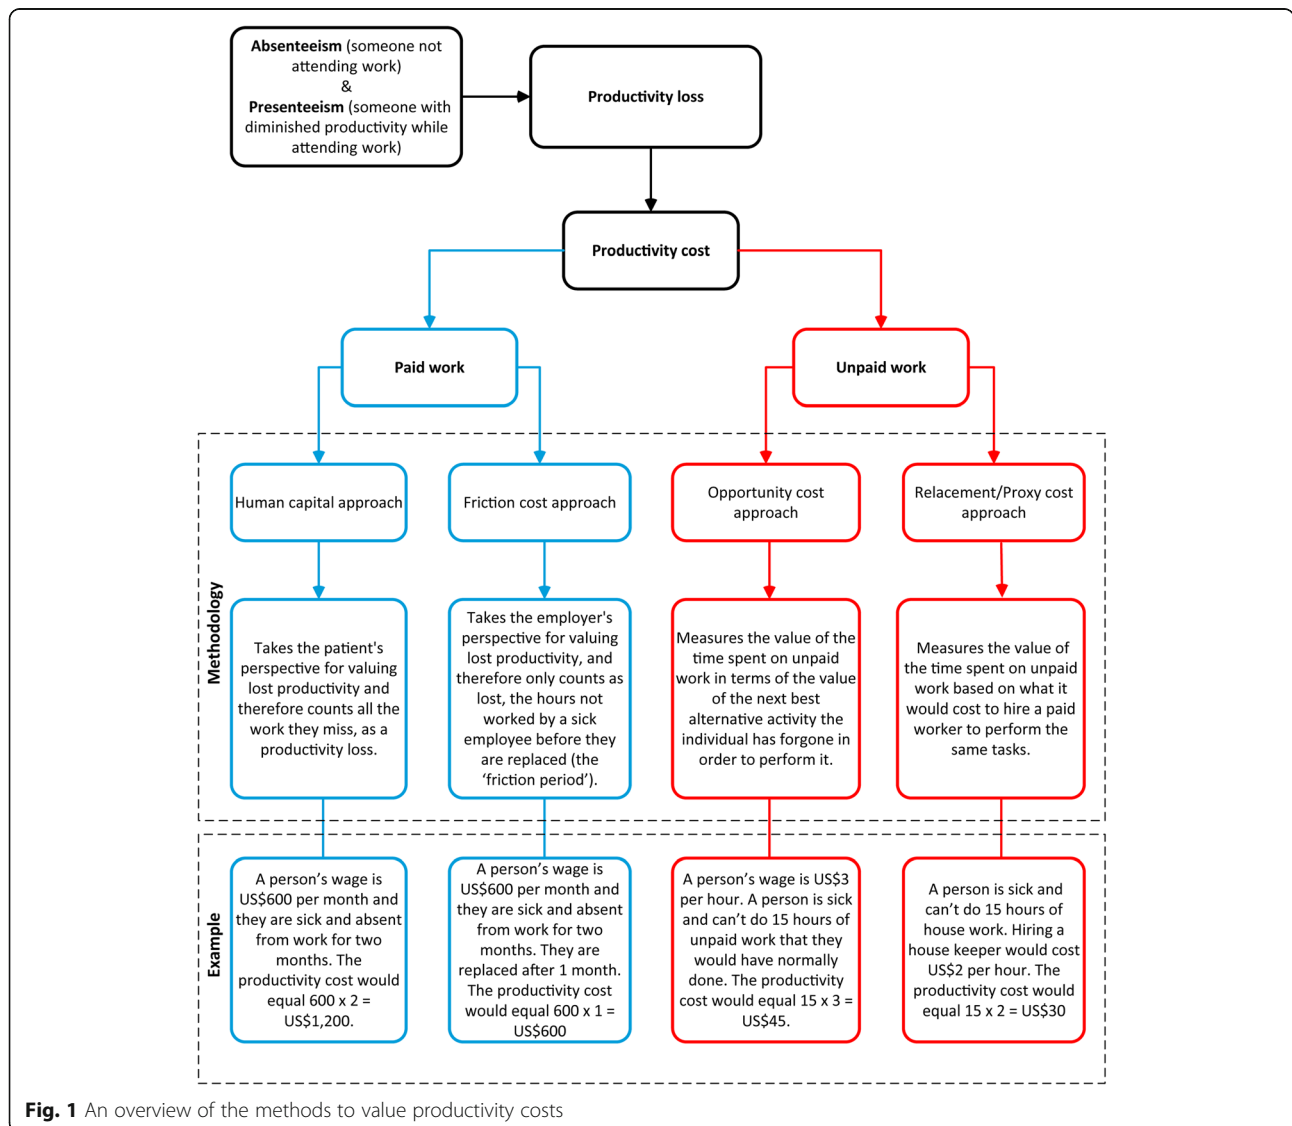 Absenteeism (someone not
attending work)
&
Presenteeism (someone with
diminished productivity while
attending work)
Productivity loss
Productivity cost
Paid work
Unpaid work
Methodology
Human capital approach
Friction cost approach
Opportunity cost
approach
Relacement/Proxy cost
approach
Takes the patient's
perspective for valuing
lost productivity and
therefore counts all the
work they miss, as a
productivity loss.
Takes the employer's
perspective for valuing
lost productivity, and
therefore only counts as
lost, the hours not
worked by a sick
employee before they
are replaced (the
‘friction period’).
Measures the value of the
time spent on unpaid
work in terms of the value
of the next best
alternative activity the
individual has forgone in
order to perform it.
Measures the value of
the time spent on unpaid
work based on what it
would cost to hire a paid
worker to perform the
same tasks.
Example
A person’s wage is
US$600 per month and
they are sick and absent
from work for two
months. The
productivity cost would
equal 600 x 2 =
US$1,200.
A person’s wage is
US$600 per month and
they are sick and absent
from work for two
months. They are
replaced after 1 month.
The productivity cost
would equal 600 x 1 =
US$600
A person’s wage is US$3
per hour. A person is sick
and can’t do 15 hours of
unpaid work that they
would have normally
done. The productivity
cost would equal 15 x 3 =
US$45.
A person is sick and
can’t do 15 hours of
house work. Hiring a
house keeper would cost
US$2 per hour. The
productivity cost would
equal 15 x 2 = US$30
Fig. 1 An overview of the methods to value productivity costs